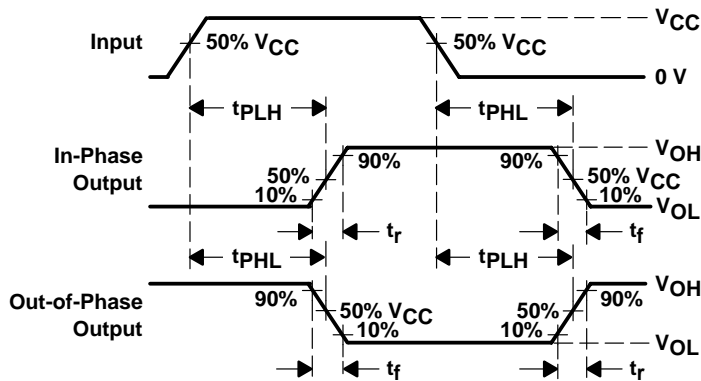 VCC
Input
50% VCC
50% VCC
0 V
tPLH
tPHL
In-Phase
Output
VOH
90%
90%
50%
50% VCC
10%
10%
VOL
tr
tf
tPHL
tPLH
Out-of-Phase
Output
VOH
90%
90%
50% VCC
50%
10%
10%
VOL
tf
tr